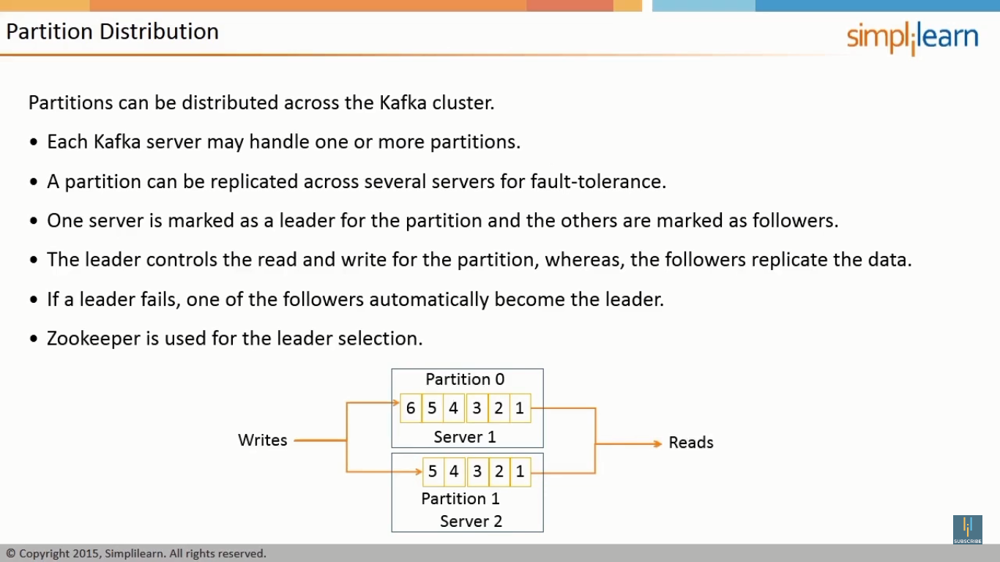 Partition Distribution
simplilearn
Partitions can be distributed across the Kafka cluster.
• Each Kafka server may handle one or more partitions.
• A partition can be replicated across several servers for fault-tolerance.
• One server is marked as a leader for the partition and the others are marked as followers.
• The leader controls the read and write for the partition, whereas, the followers replicate the data.
• If a leader fails, one of the followers automatically become the leader.
• Zookeeper is used for the leader selection.
Partition 0
6 5 4 3 2 1
Server 1
Writes
Reads
5 4 3 2 1
Partition 1
Server 2
SUBSCRIBE
© Copyright 2015, Simplilearn. All rights reserved.